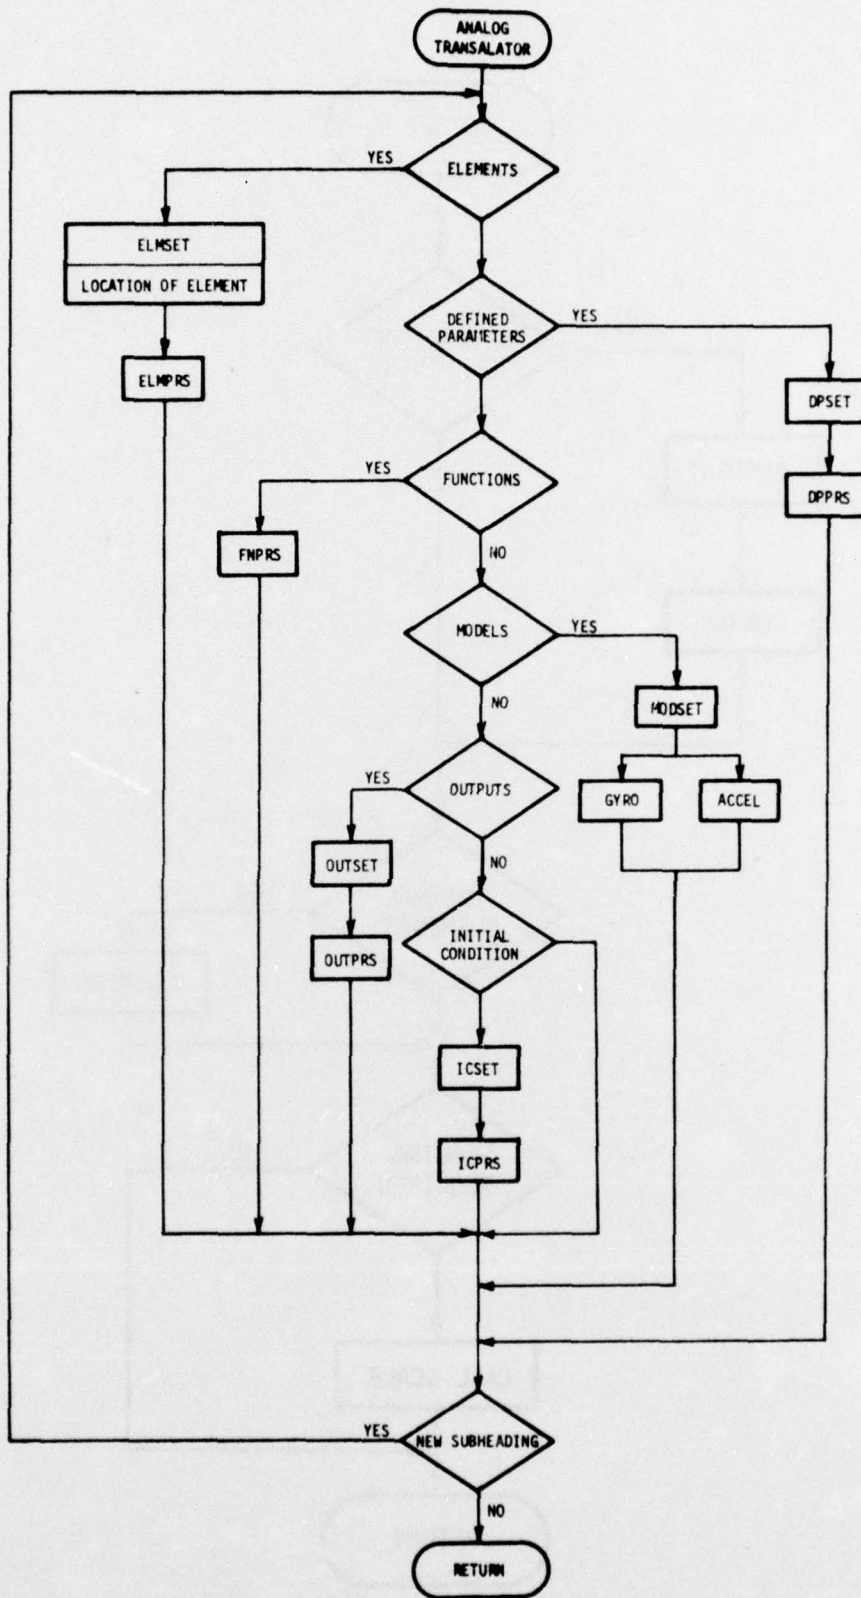 ANALOG
TRANSALATOR
YES
ELEMENTS
ELMSET
LOCATION OF ELEMENT
ELMPRS
DEFINED
PARAMETERS
YES
DPSET
DPPRS
YES
FUNCTIONS
FNPRS
NO
MODELS
YES
MODSET
GYRO
ACCEL
NO
YES
OUTPUTS
OUTSET
OUTPRS
NO
INITIAL
CONDITION
ICSET
ICPRS
CALL SCALE
YES
NEW SUBHEADING
NO
RETURN